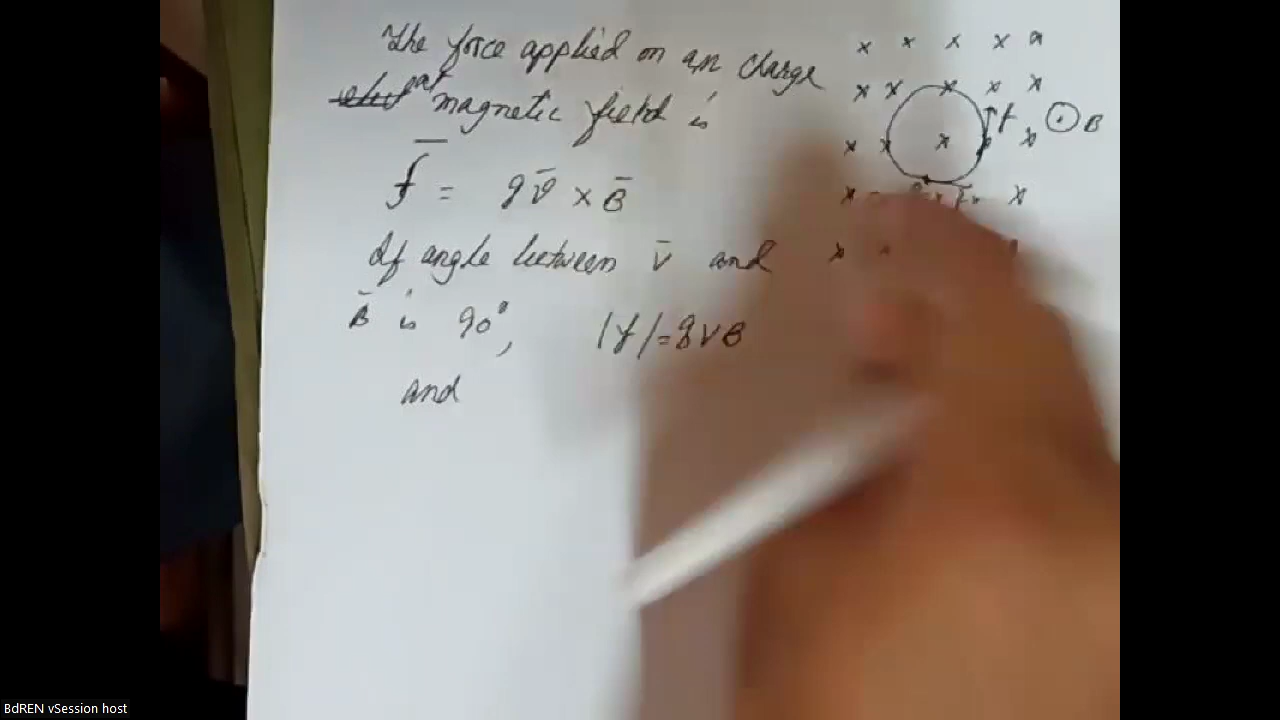 The force applied on an charge
at magnetic field is
f̄ = qv̄ × B̄
If angle between v̄ and
B̄ is 90°, |f| = qvB
and
x x x x x
x x x x x
f
B
x x x x x
x x
x
BdREN vSession host